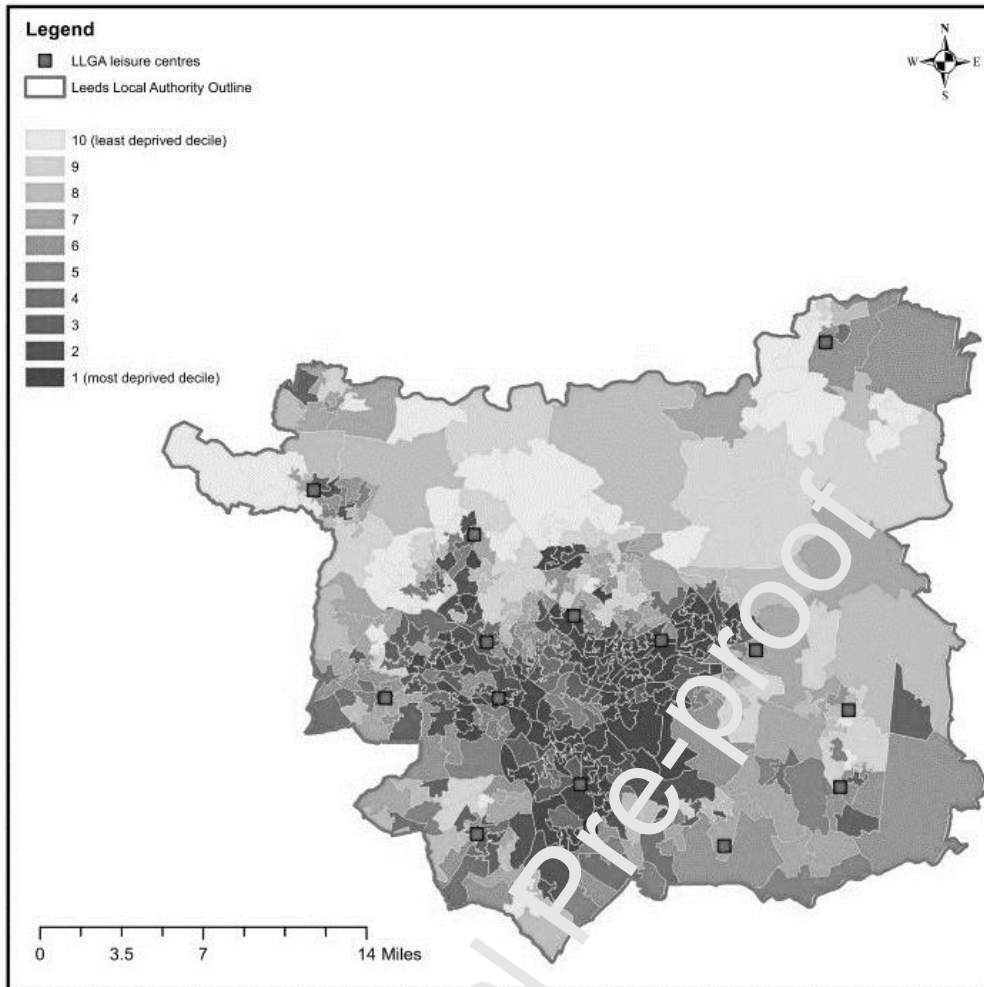 Legend
LLGA leisure centres
Leeds Local Authority Outline
10 (least deprived decile)
9
8
7
6
5
4
3
2
1 (most deprived decile)
N
W E
S
l Pre-proof
0 3.5 7 14 Miles